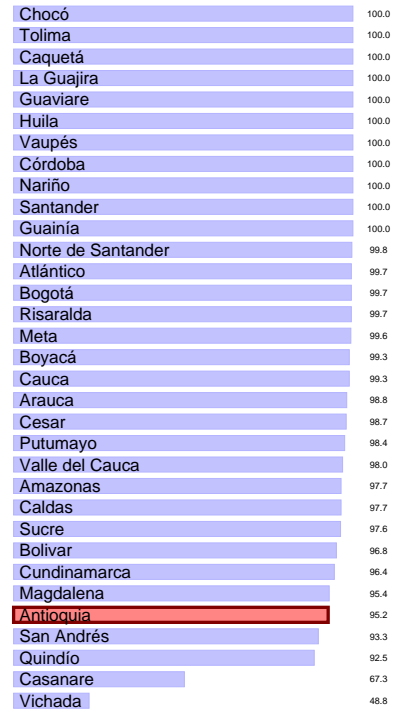 Chocó 100.0
Tolima 100.0
Caquetá 100.0
La Guajira 100.0
Guaviare 100.0
Huila 100.0
Vaupés 100.0
Córdoba 100.0
Nariño 100.0
Santander 100.0
Guainía 100.0
Norte de Santander 99.8
Atlántico 99.7
Bogotá 99.7
Risaralda 99.7
Meta 99.6
Boyacá 99.3
Cauca 99.3
Arauca 98.8
Cesar 98.7
Putumayo 98.4
Valle del Cauca 98.0
Amazonas 97.7
Caldas 97.7
Sucre 97.6
Bolivar 96.8
Cundinamarca 96.4
Magdalena 95.4
Antioquia 95.2
San Andrés 93.3
Quindío 92.5
Casanare 67.3
Vichada 48.8